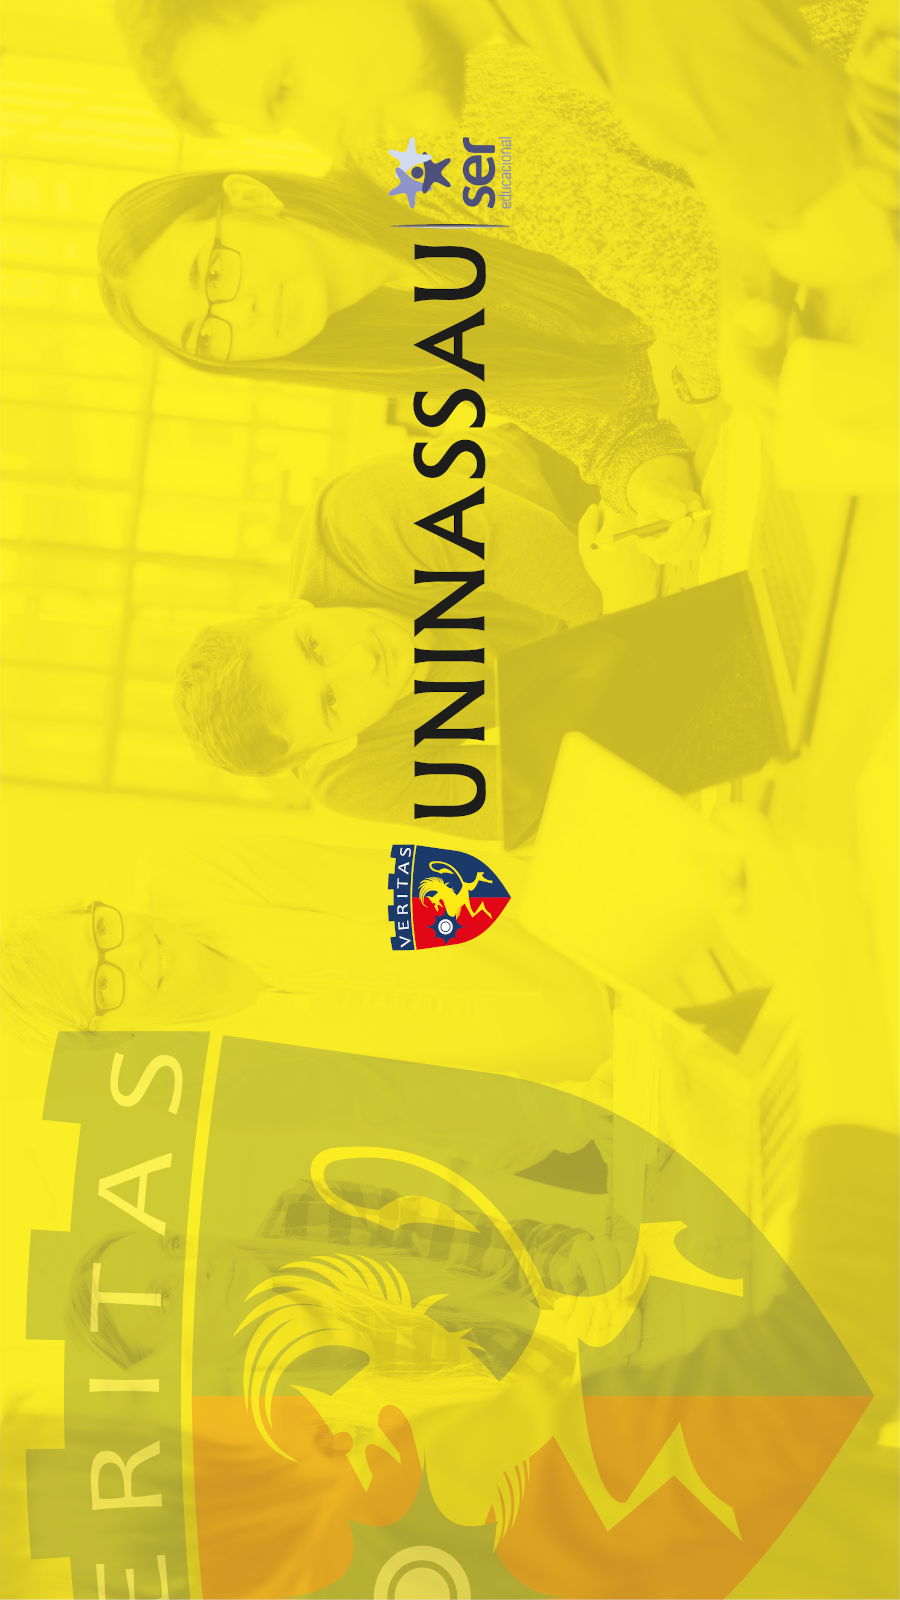 VERITAS
UNINASSAU
ser
educacional
VERITAS